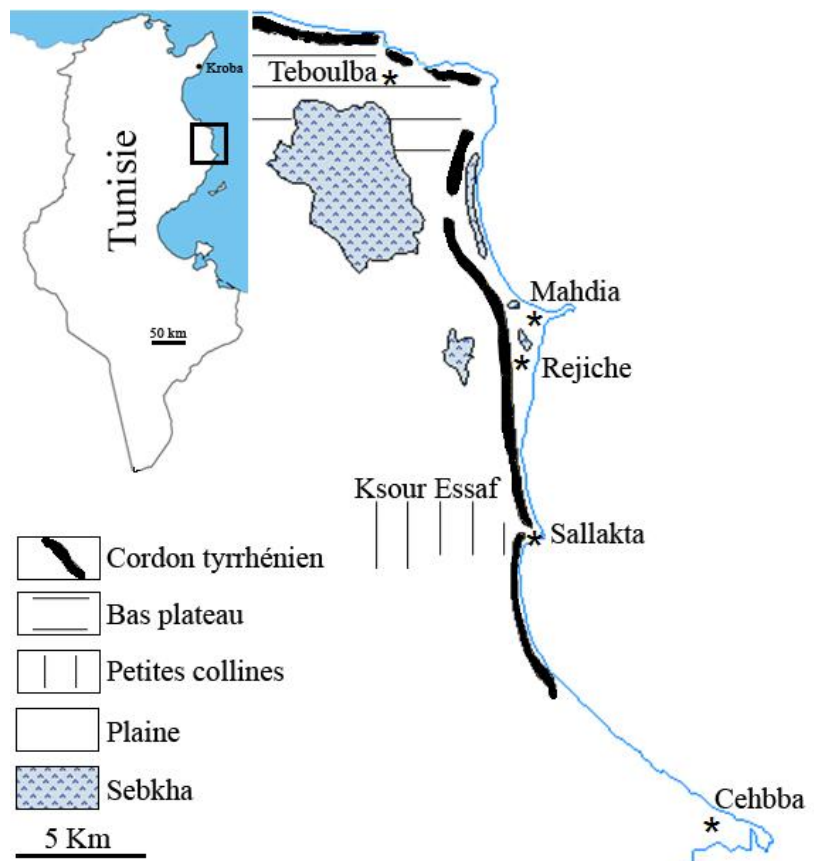 Kroba
Tunisie
50 km
Teboulba
Mahdia
Rejiche
Ksour Essaf
Sallakta
Cehbba
Cordon tyrrhénien
Bas plateau
Petites collines
Plaine
Sebkha
5 Km